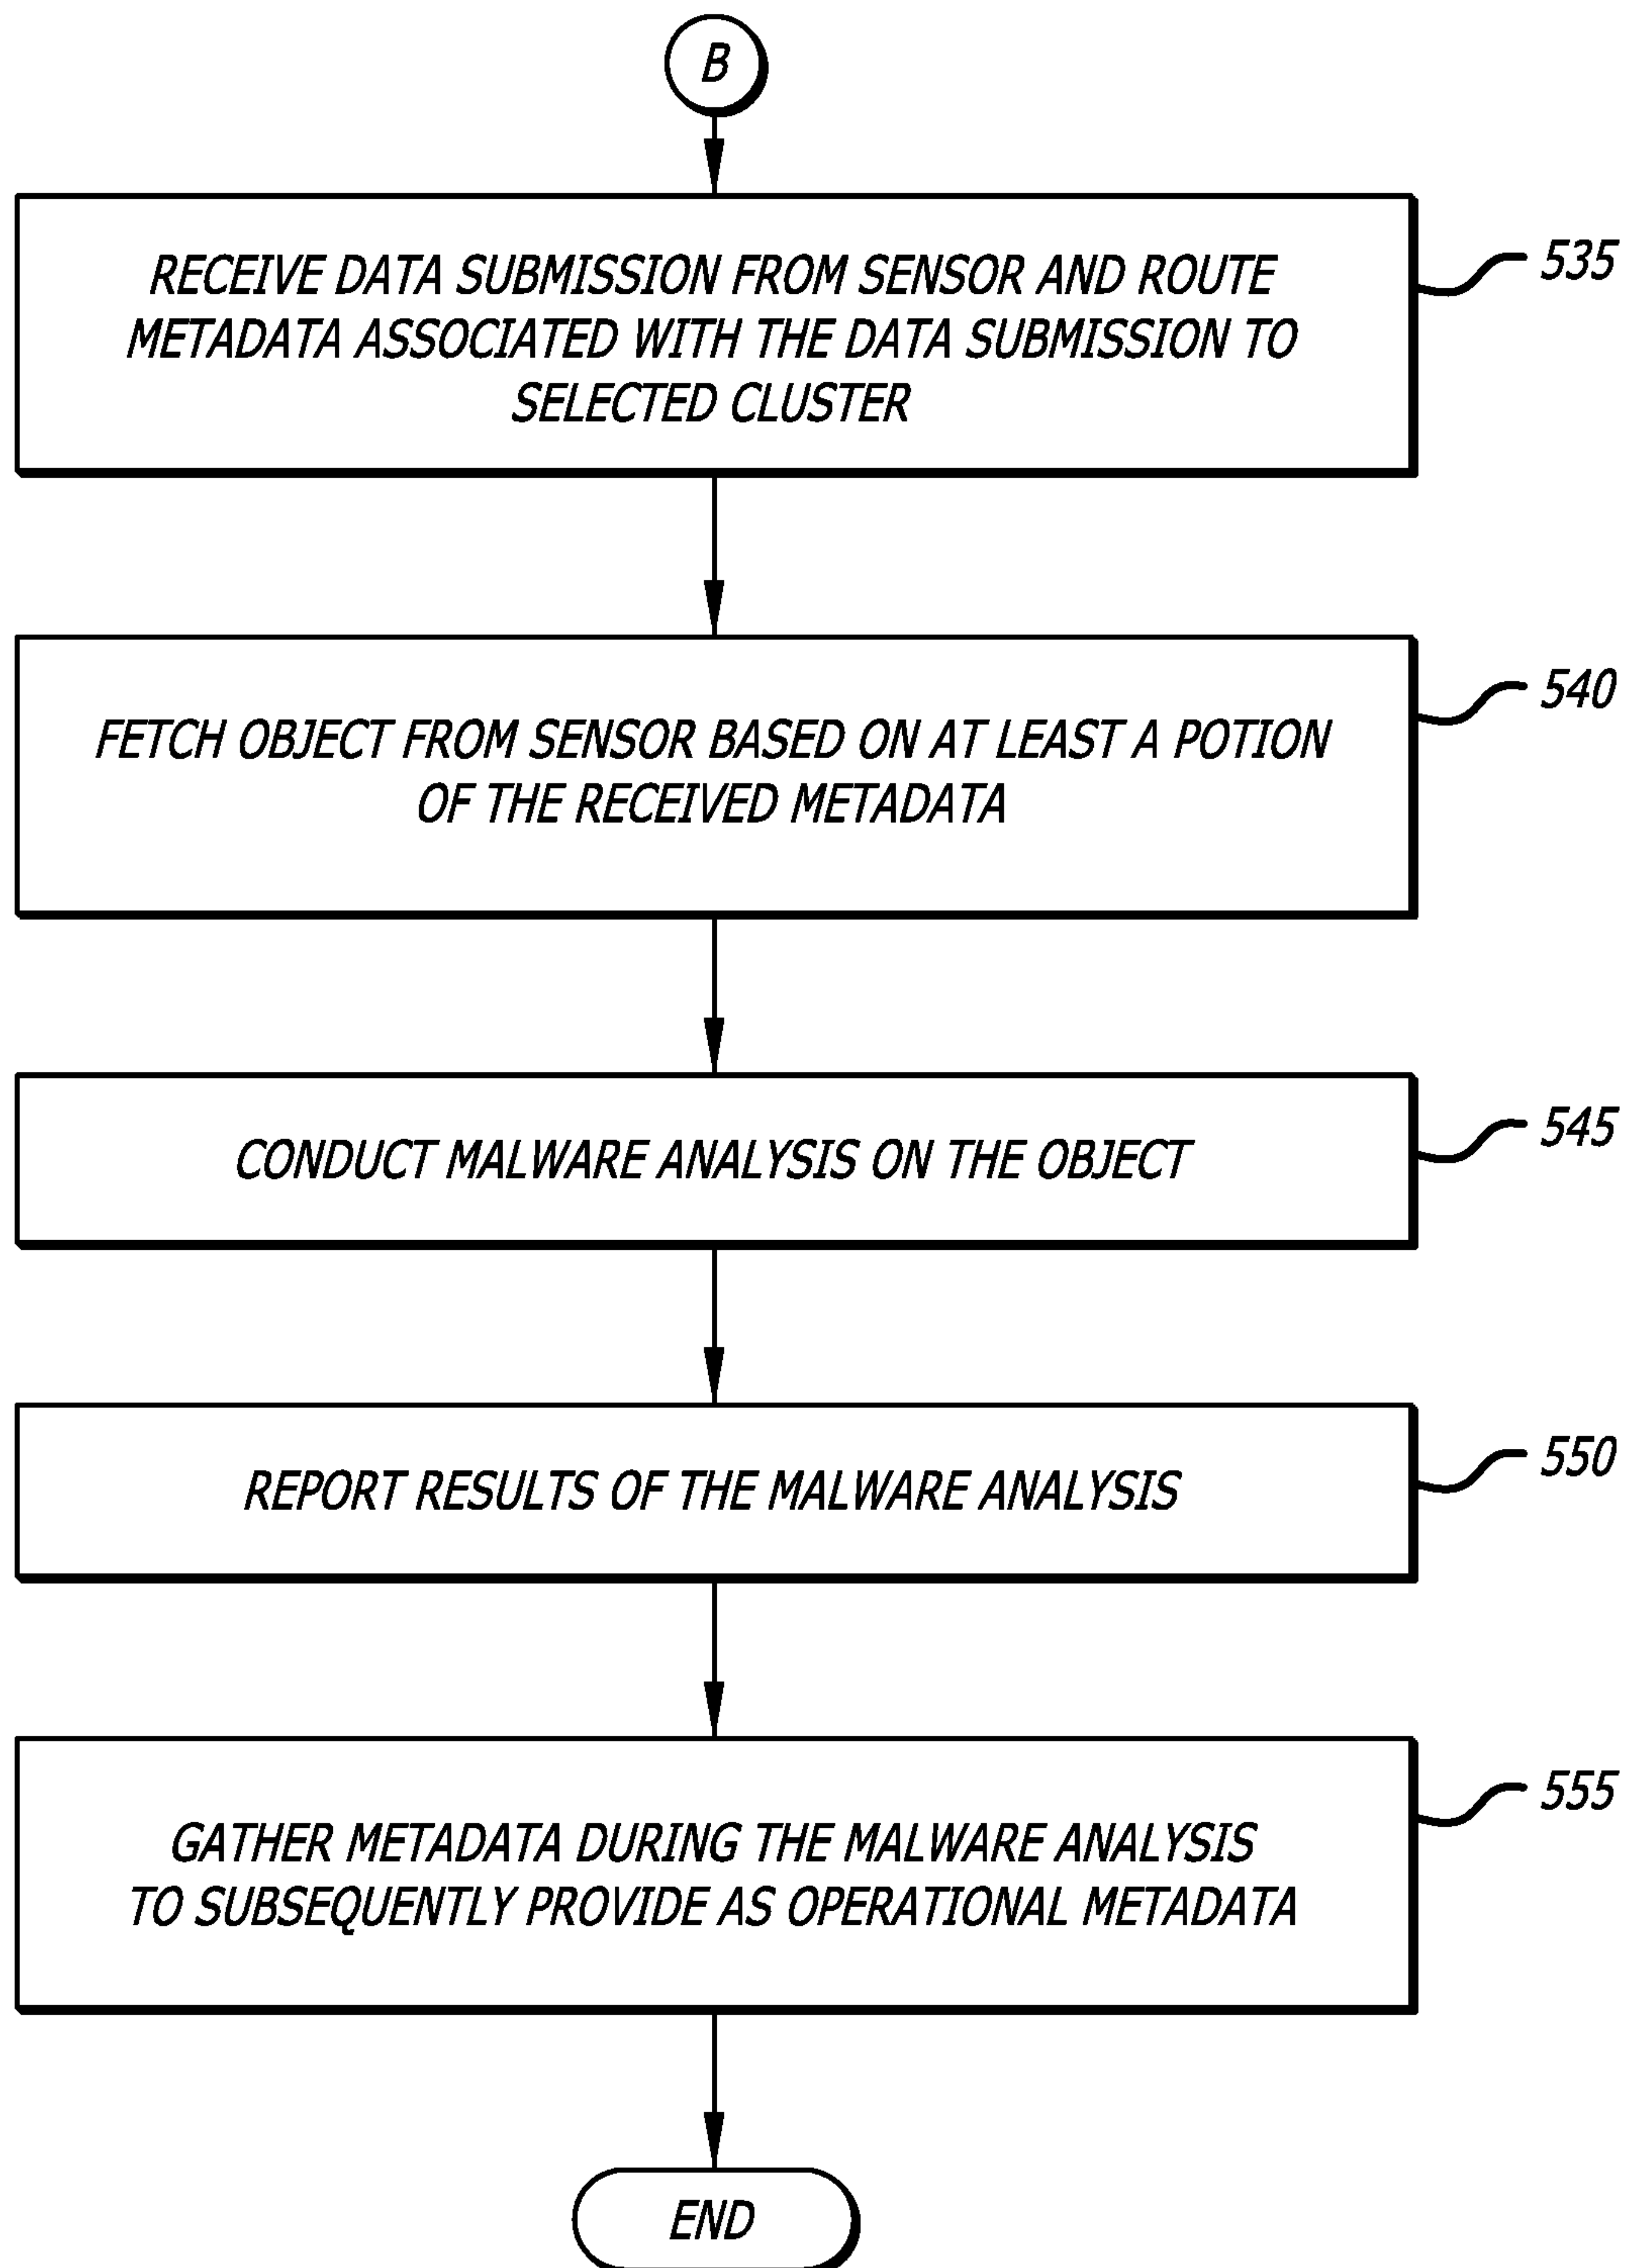 B
RECEIVE DATA SUBMISSION FROM SENSOR AND ROUTE
METADATA ASSOCIATED WITH THE DATA SUBMISSION TO
SELECTED CLUSTER
535
FETCH OBJECT FROM SENSOR BASED ON AT LEAST A POTION
OF THE RECEIVED METADATA
540
CONDUCT MALWARE ANALYSIS ON THE OBJECT
545
REPORT RESULTS OF THE MALWARE ANALYSIS
550
GATHER METADATA DURING THE MALWARE ANALYSIS
TO SUBSEQUENTLY PROVIDE AS OPERATIONAL METADATA
555
END